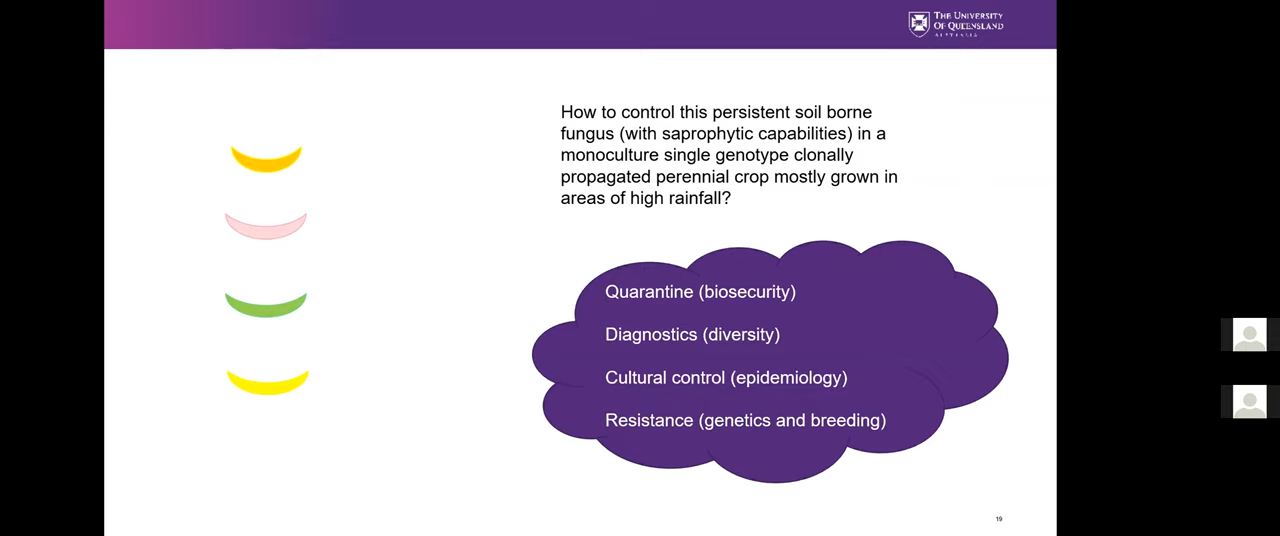 THE UNIVERSITY
OF QUEENSLAND
AUSTRALIA
How to control this persistent soil borne
fungus (with saprophytic capabilities) in a
monoculture single genotype clonally
propagated perennial crop mostly grown in
areas of high rainfall?
Quarantine (biosecurity)
Diagnostics (diversity)
Cultural control (epidemiology)
Resistance (genetics and breeding)
19